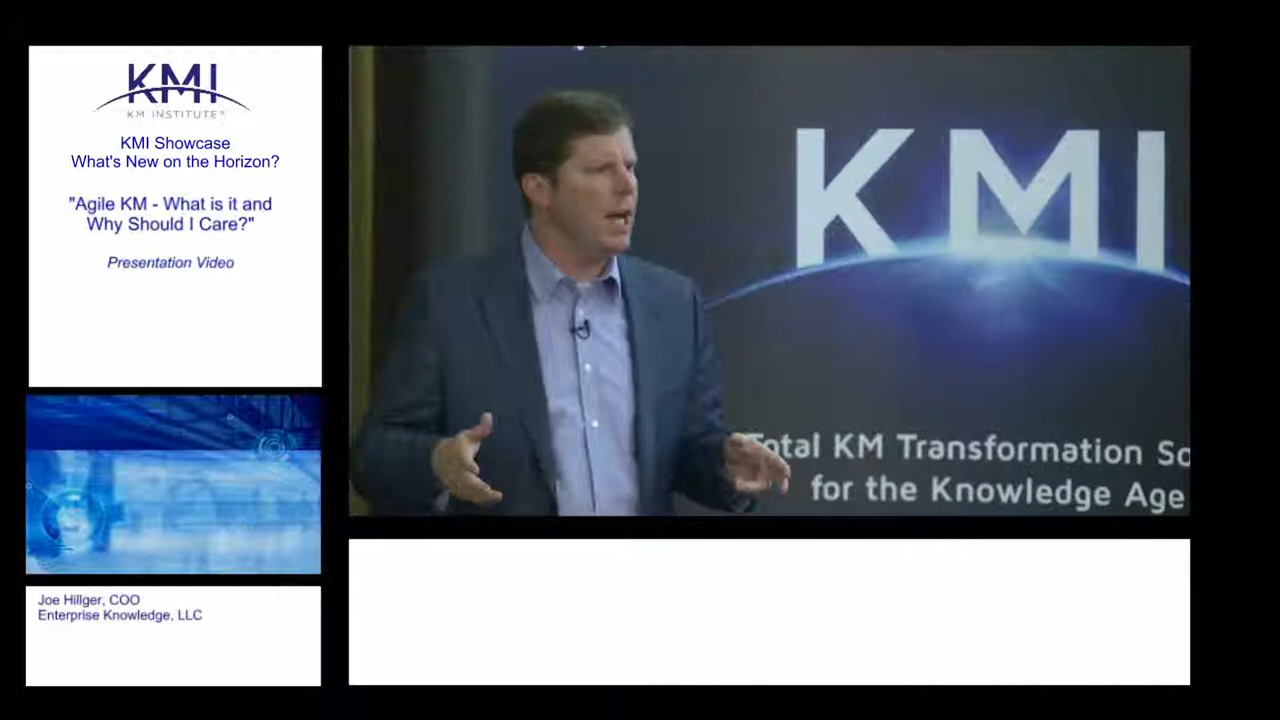 KMI
KM INSTITUTE®
KMI Showcase
What's New on the Horizon?
"Agile KM - What is it and
Why Should I Care?"
Presentation Video
Joe Hillger, COO
Enterprise Knowledge, LLC
KMI
Total KM Transformation So
for the Knowledge Age